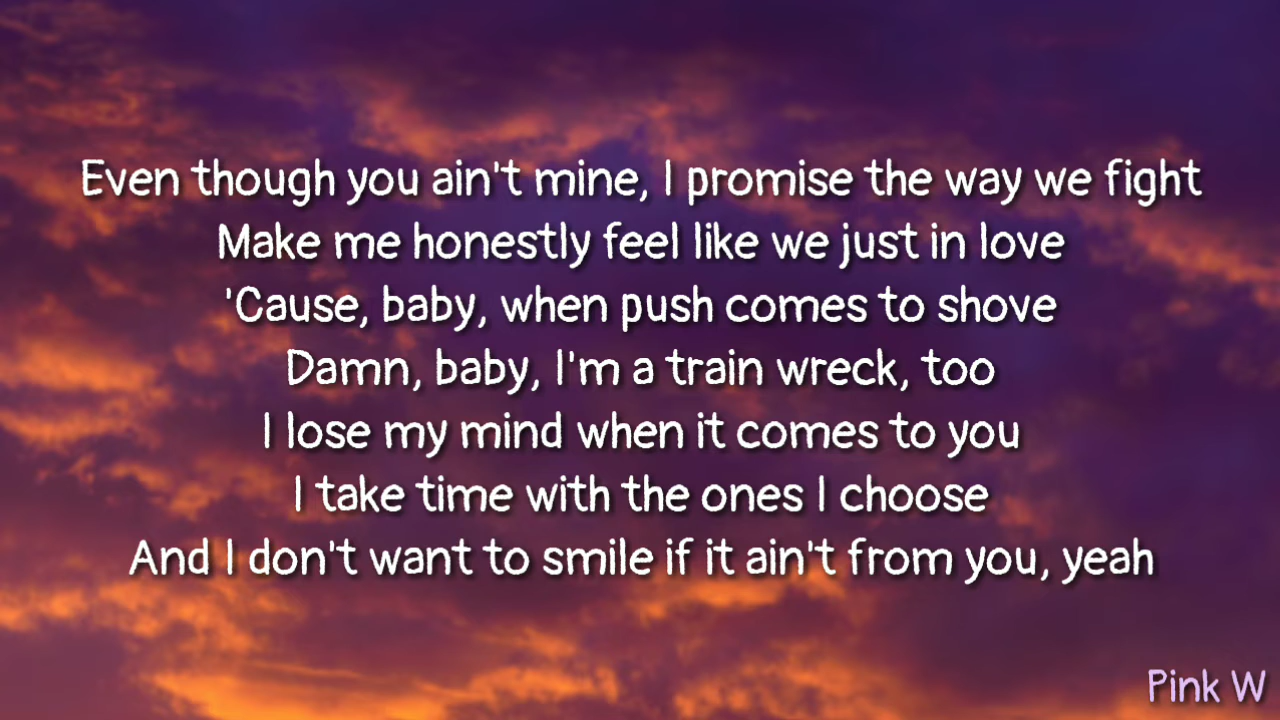 Even though you ain't mine, I promise the way we fight
Make me honestly feel like we just in love
'Cause, baby, when push comes to shove
Damn, baby, I'm a train wreck, too
I lose my mind when it comes to you
I take time with the ones I choose
And I don't want to smile if it ain't from you, yeah
Pink W